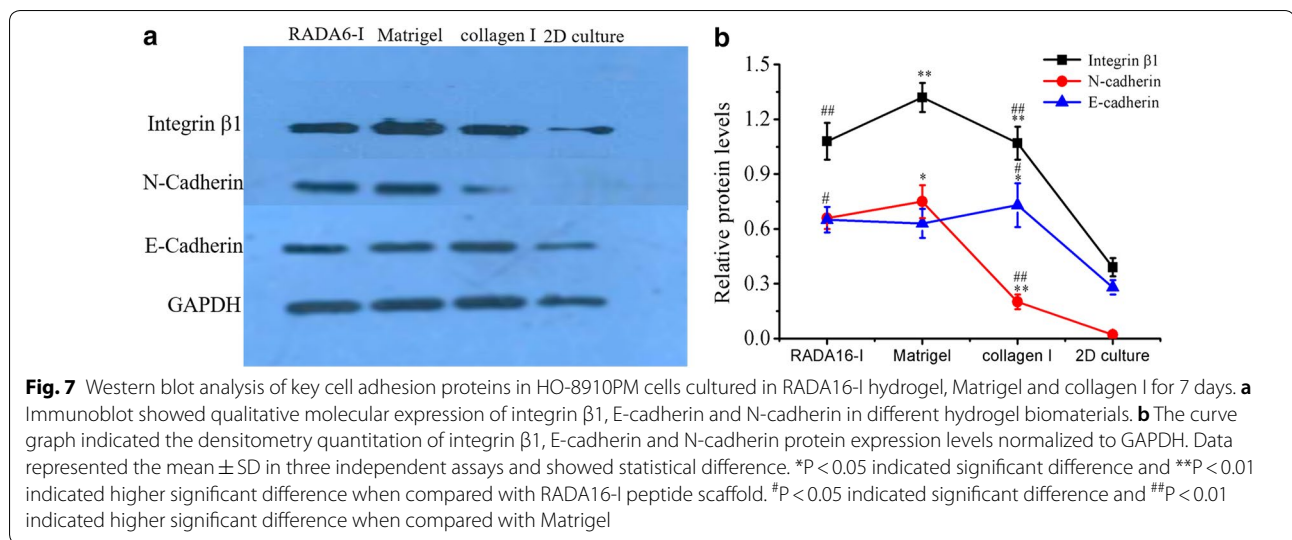 a
RADA6-I Matrigel collagen I 2D culture
Integrin β1
N-Cadherin
E-Cadherin
GAPDH
b
Integrin β1
N-cadherin
E-cadherin
Relative protein levels
1.5
1.2
0.9
0.6
0.3
0.0
##
#
**
*
##
**
#
*
##
**
RADA16-I Matrigel collagen I 2D culture
Fig. 7 Western blot analysis of key cell adhesion proteins in HO-8910PM cells cultured in RADA16-I hydrogel, Matrigel and collagen I for 7 days. a
Immunoblot showed qualitative molecular expression of integrin β1, E-cadherin and N-cadherin in different hydrogel biomaterials. b The curve
graph indicated the densitometry quantitation of integrin β1, E-cadherin and N-cadherin protein expression levels normalized to GAPDH. Data
represented the mean ± SD in three independent assays and showed statistical difference. *P < 0.05 indicated significant difference and **P < 0.01
indicated higher significant difference when compared with RADA16-I peptide scaffold. #P < 0.05 indicated significant difference and ##P < 0.01
indicated higher significant difference when compared with Matrigel